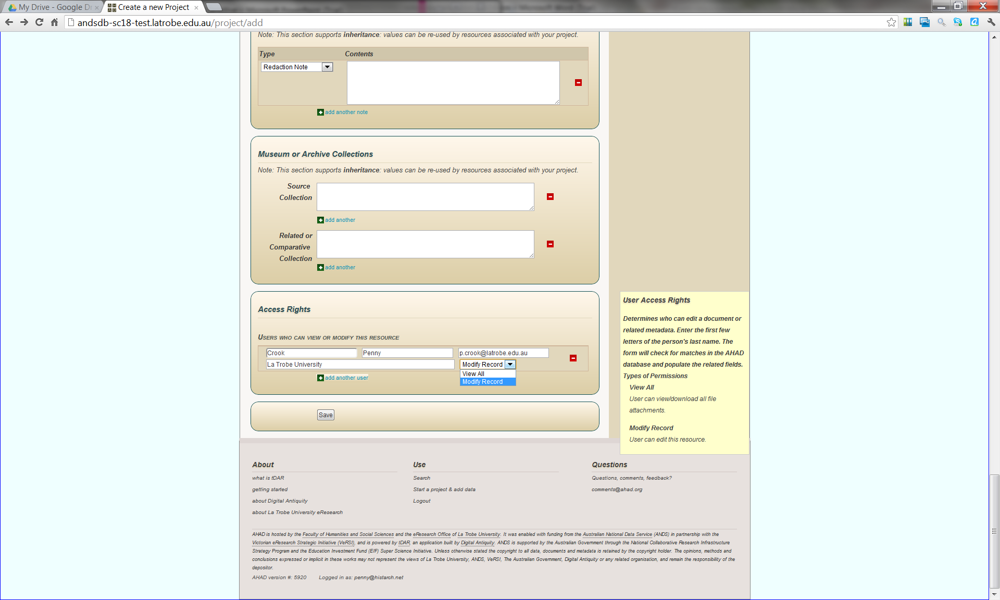 My Drive - Google Dr
Create a new Project
andsdb-sc18-test.latrobe.edu.au/project/add
Note: This section supports inheritance: values can be re-used by resources associated with your project.
Type Contents
Redaction Note
add another note
Museum or Archive Collections
Note: This section supports inheritance: values can be re-used by resources associated with your project.
Source
Collection
add another
Related or
Comparative
Collection
add another
Access Rights
Users who can view or modify this resource
Crook Penny p.crook@latrobe.edu.au
La Trobe University Modify Record
View All
Modify Record
add another user
Save
User Access Rights
Determines who can edit a document or
related metadata. Enter the first few
letters of the person's last name. The
form will check for matches in the AHAD
database and populate the related fields.
Types of Permissions
View All
User can view/download all file
attachments.
Modify Record
User can edit this resource.
About
what is tDAR
getting started
about Digital Antiquity
about La Trobe University eResearch
Use
Search
Start a project & add data
Logout
Questions
Questions, comments, feedback?
comments@ahad.org
AHAD is hosted by the Faculty of Humanities and Social Sciences and the eResearch Office of La Trobe University. It was enabled with funding from the Australian National Data Service (ANDS) in partnership with the
Victorian eResearch Strategic Initiative (VeRSI), and is powered by tDAR, an application built by Digital Antiquity. ANDS is supported by the Australian Government through the National Collaborative Research Infrastructure
Strategy Program and the Education Investment Fund (EIF) Super Science Initiative. Unless otherwise stated the copyright to all data, documents and metadata is retained by the copyright holder. The opinions, methods and
conclusions expressed or implicit in these works may not represent the views of La Trobe University, ANDS, VeRSI, The Australian Government, Digital Antiquity or any related organisation, and remain the responsibility of the
depositor.
AHAD version #: 5920 Logged in as: penny@histarch.net